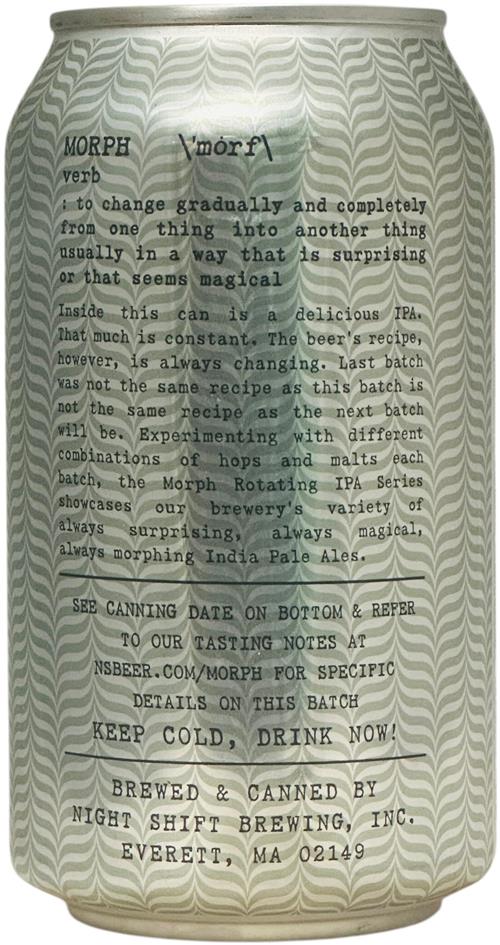 MORPH \'mȯrf\
verb
: to change gradually and completely
from one thing into another thing
usually in a way that is surprising
or that seems magical
Inside this can is a delicious IPA.
That much is constant. The beer's recipe,
however, is always changing. Last batch
was not the same recipe as this batch is
not the same recipe as the next batch
will be. Experimenting with different
combinations of hops and malts each
batch, the Morph Rotating IPA Series
showcases our brewery's variety of
always surprising, always magical,
always morphing India Pale Ales.
SEE CANNING DATE ON BOTTOM & REFER
TO OUR TASTING NOTES AT
NSBEER.COM/MORPH FOR SPECIFIC
DETAILS ON THIS BATCH
KEEP COLD, DRINK NOW!
BREWED & CANNED BY
NIGHT SHIFT BREWING, INC.
EVERETT, MA 02149